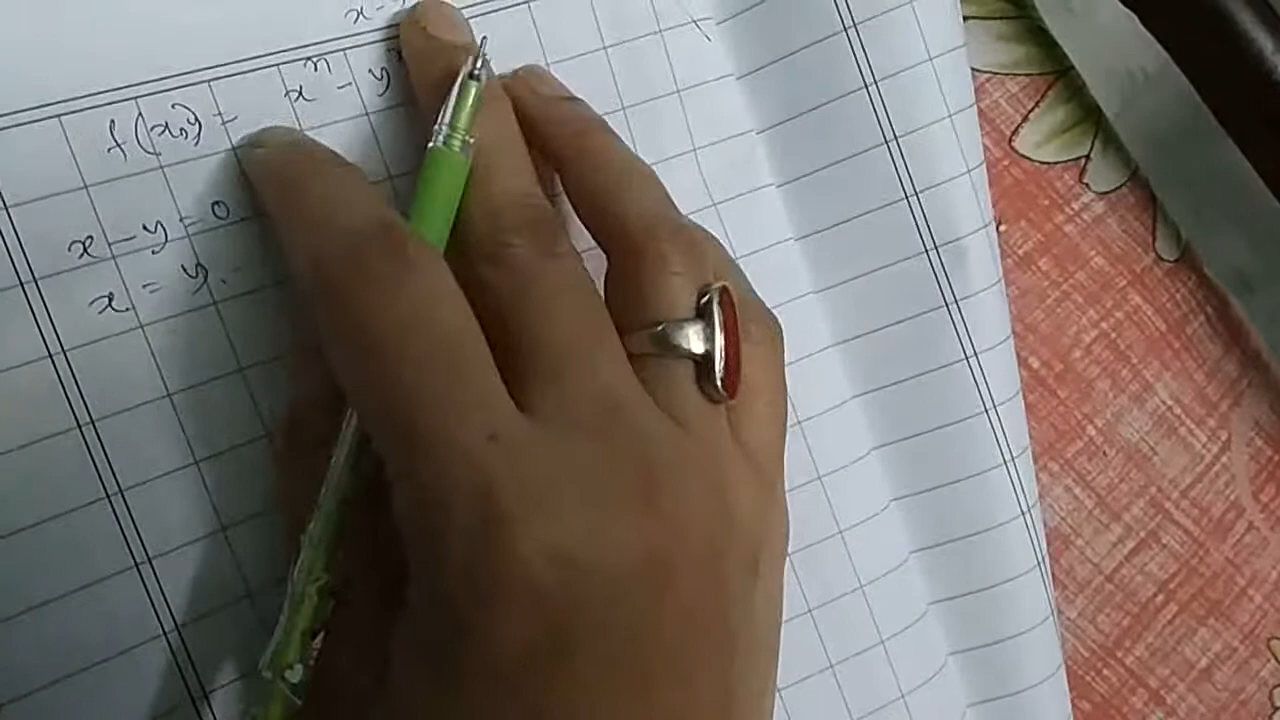 x -
f(x,y) = xⁿ - yⁿ
x - y = 0
x = y.